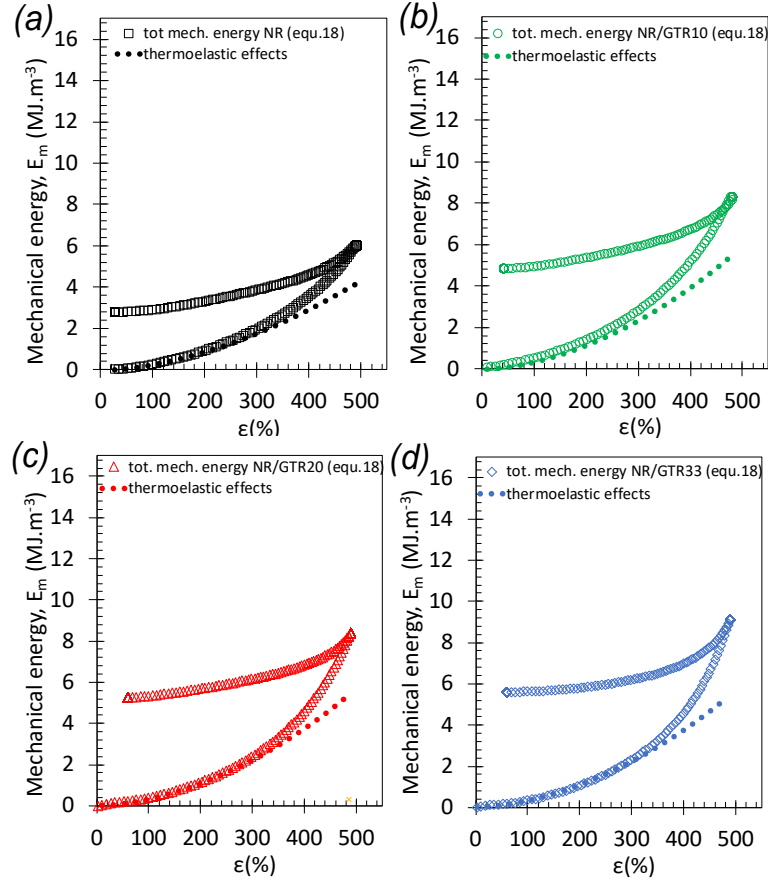 (a)
tot. mech. energy NR (equ.18)
thermoelastic effects
Mechanical energy, E_m (MJ.m⁻³)
16
14
12
10
8
6
4
2
0
0 100 200 300 400 500
ε(%)
(b)
tot. mech. energy NR/GTR10 (equ.18)
thermoelastic effects
Mechanical energy, E_m (MJ.m⁻³)
16
14
12
10
8
6
4
2
0
0 100 200 300 400 500
ε(%)
(c)
tot. mech. energy NR/GTR20 (equ.18)
thermoelastic effects
Mechanical energy, E_m (MJ.m⁻³)
16
14
12
10
8
6
4
2
0
0 100 200 300 400 500
ε(%)
(d)
tot. mech. energy NR/GTR33 (equ.18)
thermoelastic effects
Mechanical energy, E_m (MJ.m⁻³)
16
14
12
10
8
6
4
2
0
0 100 200 300 400 500
ε(%)